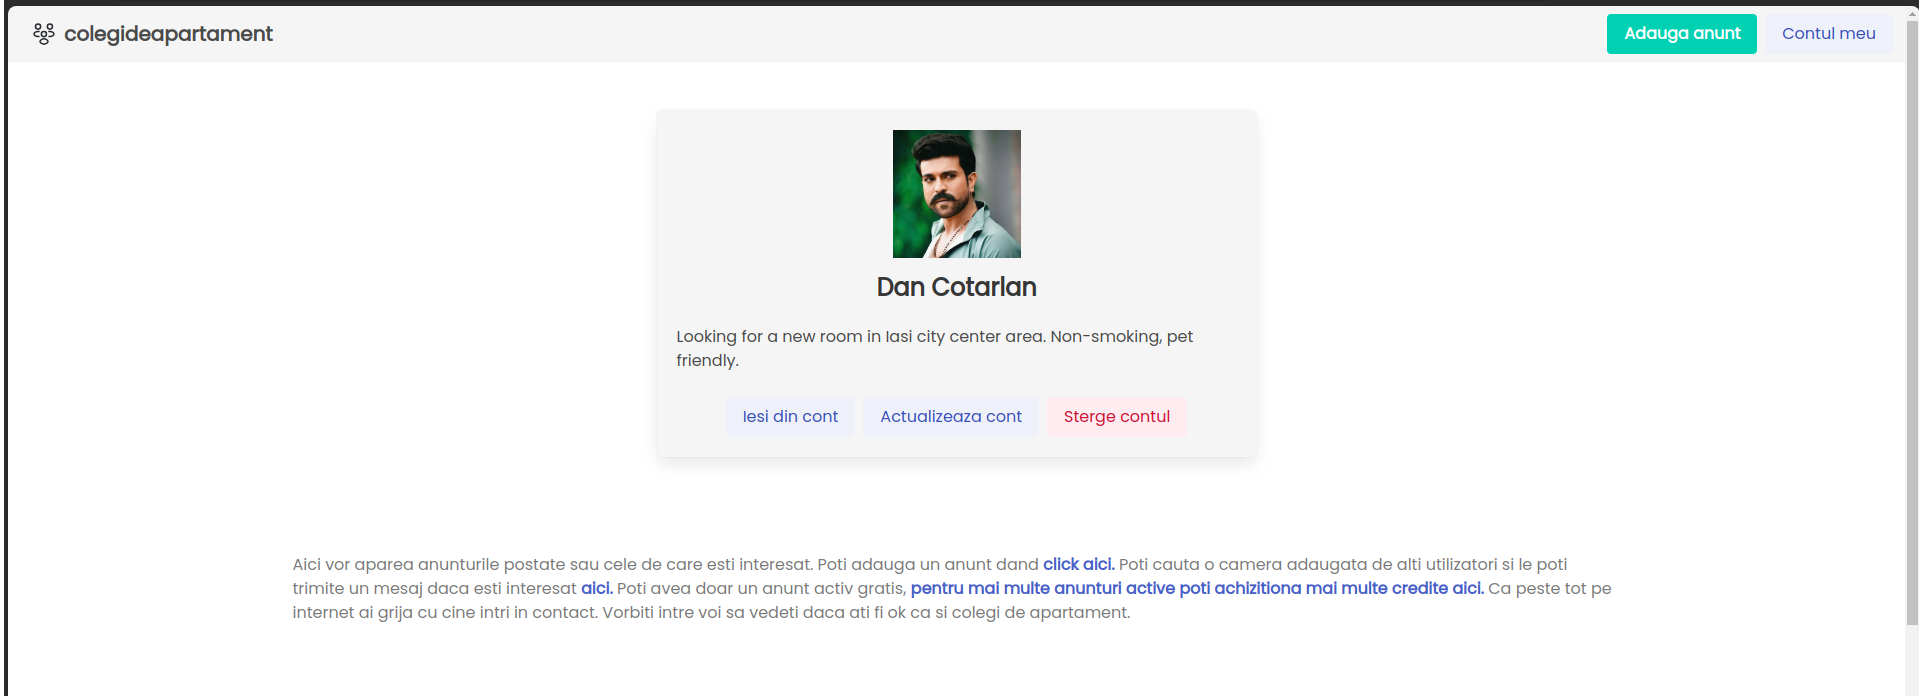 colegideapartament
Adauga anunt
Contul meu
Dan Cotarlan
Looking for a new room in Iasi city center area. Non-smoking, pet
friendly.
Iesi din cont
Actualizeaza cont
Sterge contul
Aici vor aparea anunturile postate sau cele de care esti interesat. Poti adauga un anunt dand click aici. Poti cauta o camera adaugata de alti utilizatori si le poti
trimite un mesaj daca esti interesat aici. Poti avea doar un anunt activ gratis, pentru mai multe anunturi active poti achizitiona mai multe credite aici. Ca peste tot pe
internet ai grija cu cine intri in contact. Vorbiti intre voi sa vedeti daca ati fi ok ca si colegi de apartament.